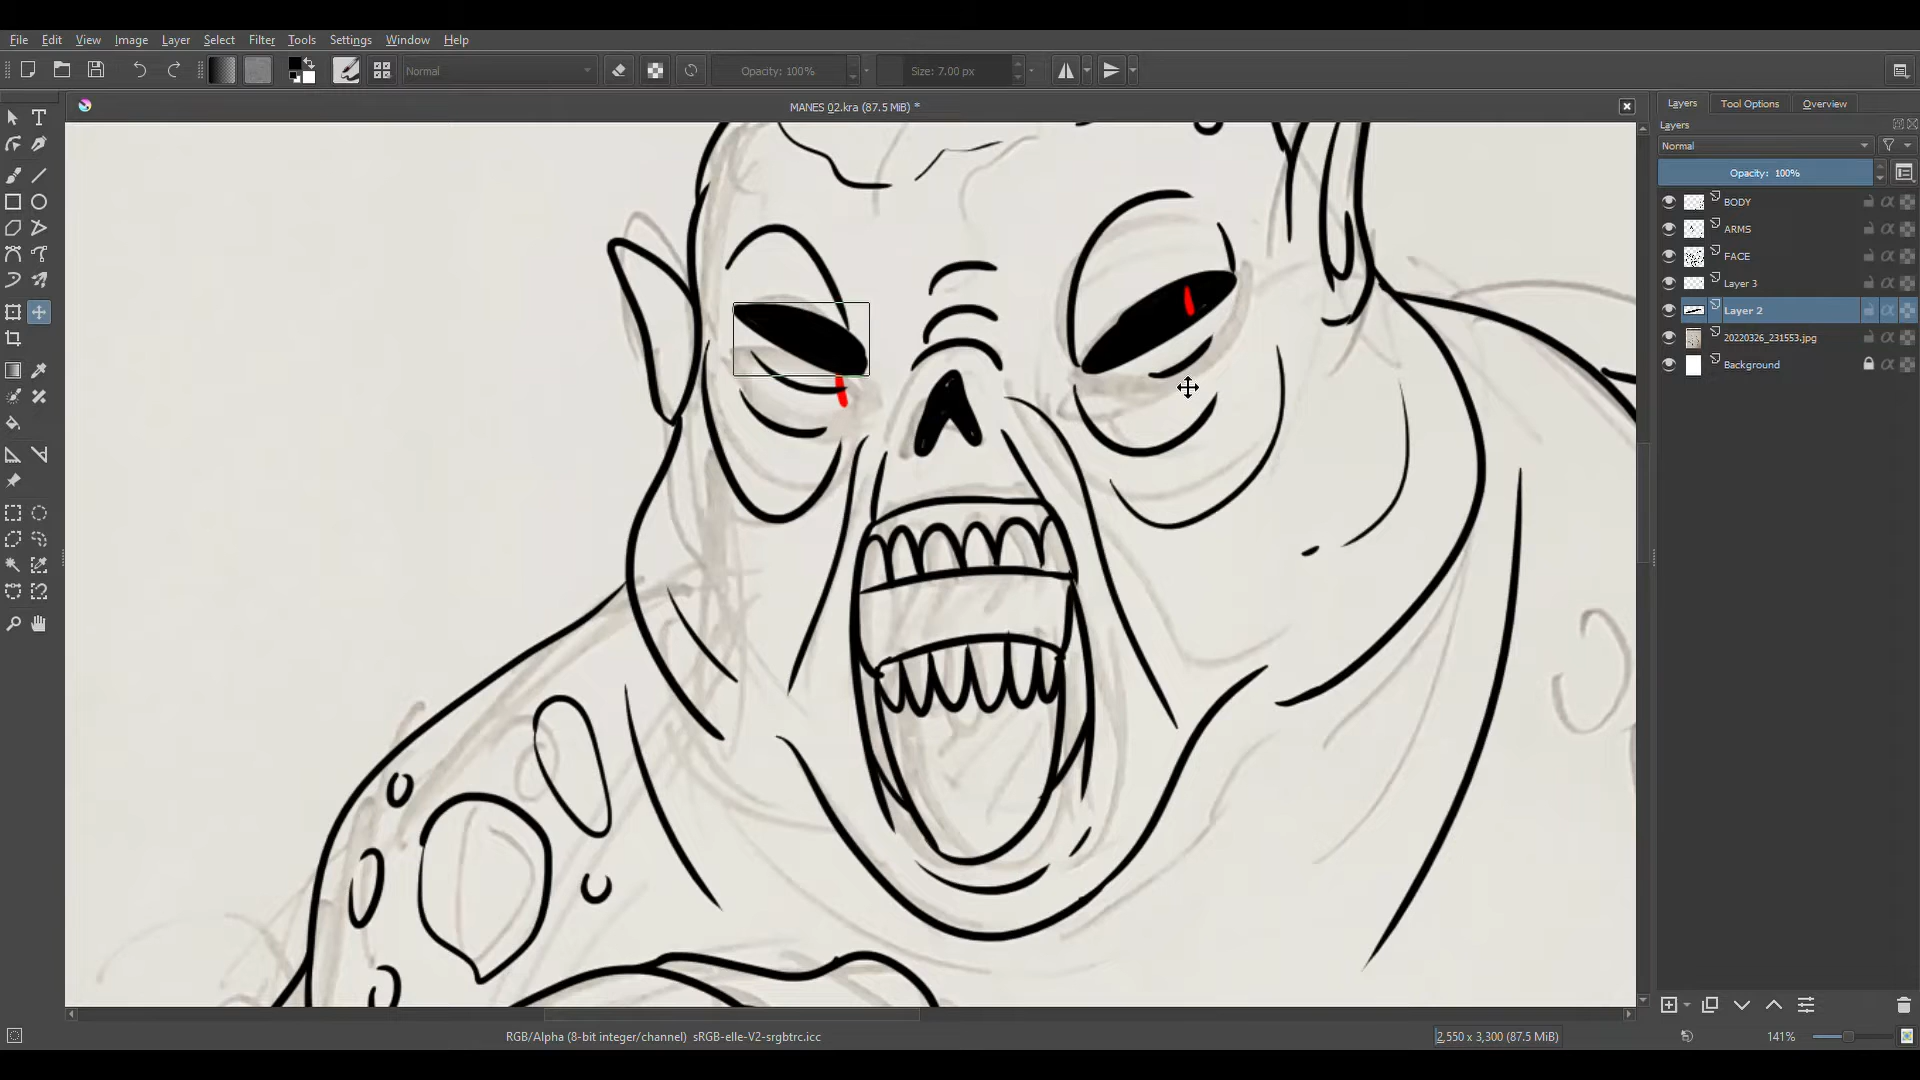 File Edit View Image Layer Select Filter Tools Settings Window Help
Normal Opacity: 100% Size: 7.00 px
MANES 02.kra (87.5 MiB) *
Layers Tool Options Overview
Layers
Normal
Opacity: 100%
BODY
ARMS
FACE
Layer 3
Layer 2
20220326_231553.jpg
Background
RGB/Alpha (8-bit integer/channel) sRGB-elle-V2-srgbtrc.icc
2,550 x 3,300 (87.5 MiB)
141%